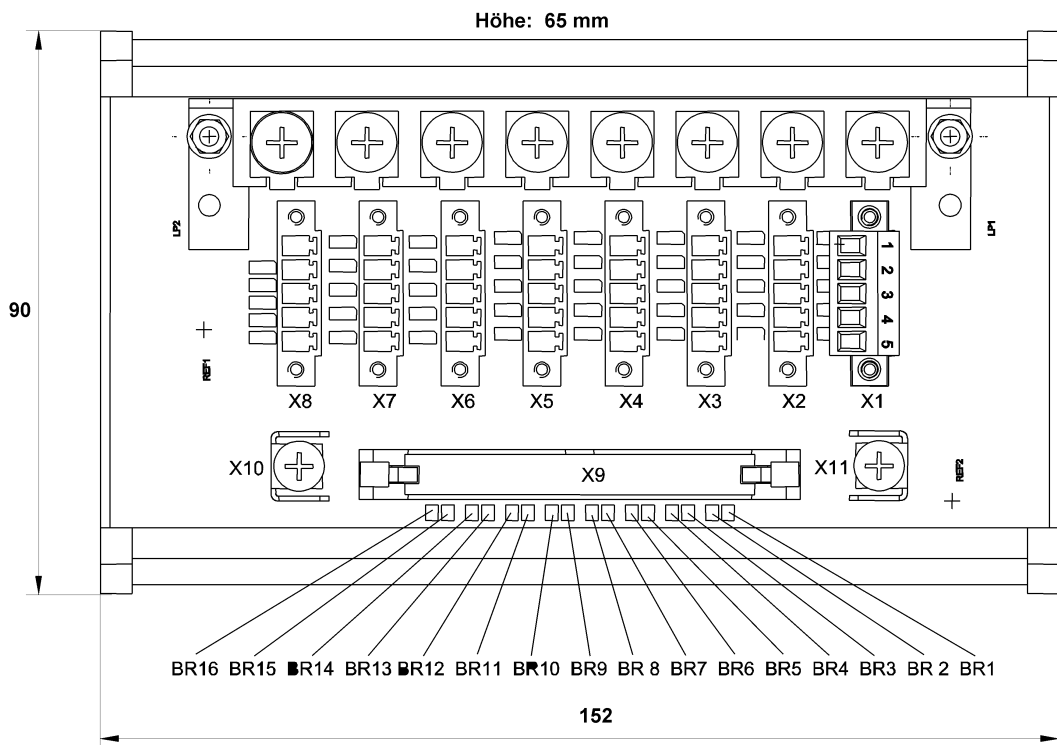 Höhe: 65 mm
LP2
LP1
1
2
3
4
5
90
REF1
X8 X7 X6 X5 X4 X3 X2 X1
X10 X9 X11
REF2
BR16 BR15 BR14 BR13 BR12 BR11 BR10 BR9 BR 8 BR7 BR6 BR5 BR4 BR3 BR 2 BR1
152